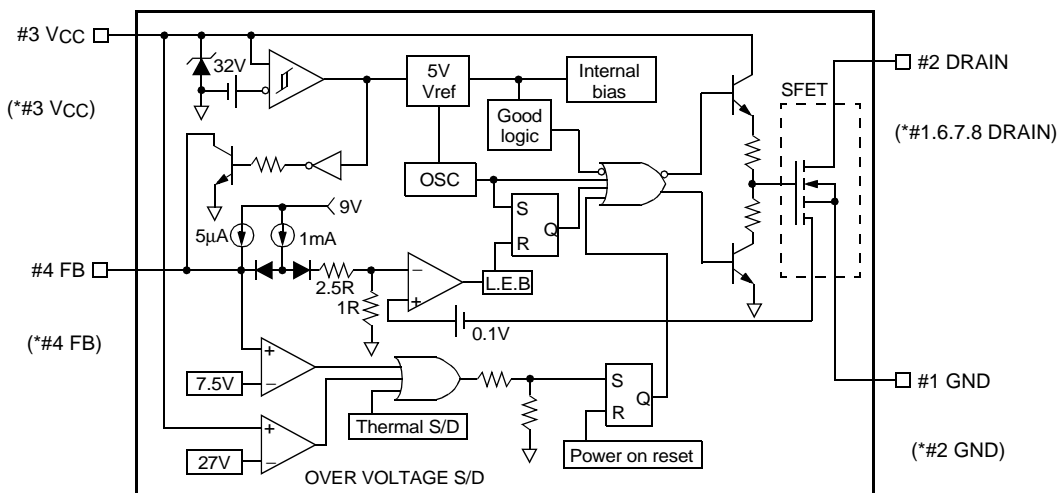 #3 VCC
32V
5V
Vref
Internal
bias
#2 DRAIN
SFET
(*#3 VCC)
Good
logic
(*#1.6.7.8 DRAIN)
OSC
9V
S
Q
R
5µA
1mA
#4 FB
2.5R
−
L.E.B
1R
+
0.1V
(*#4 FB)
+
7.5V
−
S
Q
R
#1 GND
Thermal S/D
+
27V
−
Power on reset
OVER VOLTAGE S/D
(*#2 GND)